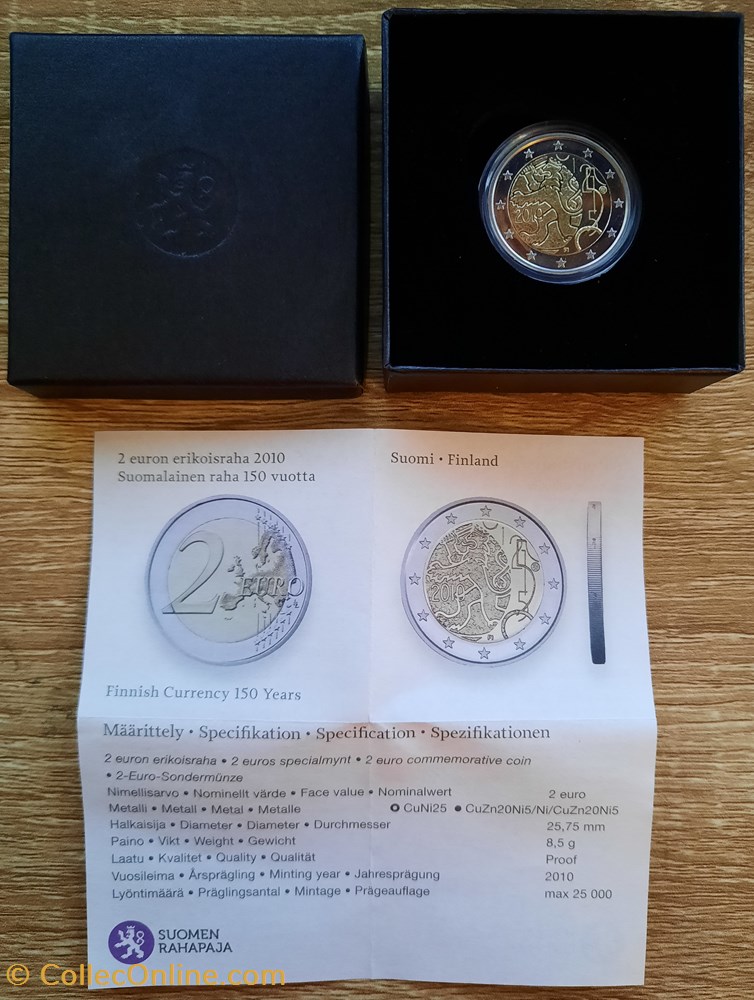 2010
FI
2 euron erikoisraha 2010
Suomalainen raha 150 vuotta
Suomi • Finland
2 EURO
2010
FI
Finnish Currency 150 Years
Määrittely • Specifikation • Specification • Spezifikationen
2 euron erikoisraha • 2 euros specialmynt • 2 euro commemorative coin
• 2-Euro-Sondermünze
Nimellisarvo • Nominellt värde • Face value • Nominalwert 2 euro
Metalli • Metall • Metal • Metalle CuNi25 ● CuZn20Ni5/Ni/CuZn20Ni5
Halkaisija • Diameter • Diameter • Durchmesser 25,75 mm
Paino • Vikt • Weight • Gewicht 8,5 g
Laatu • Kvalitet • Quality • Qualität Proof
Vuosileima • Årsprägling • Minting year • Jahresprägung 2010
Lyöntimäärä • Präglingsantal • Mintage • Prägeauflage max 25 000
SUOMEN
RAHAPAJA
© CollecOnline.com